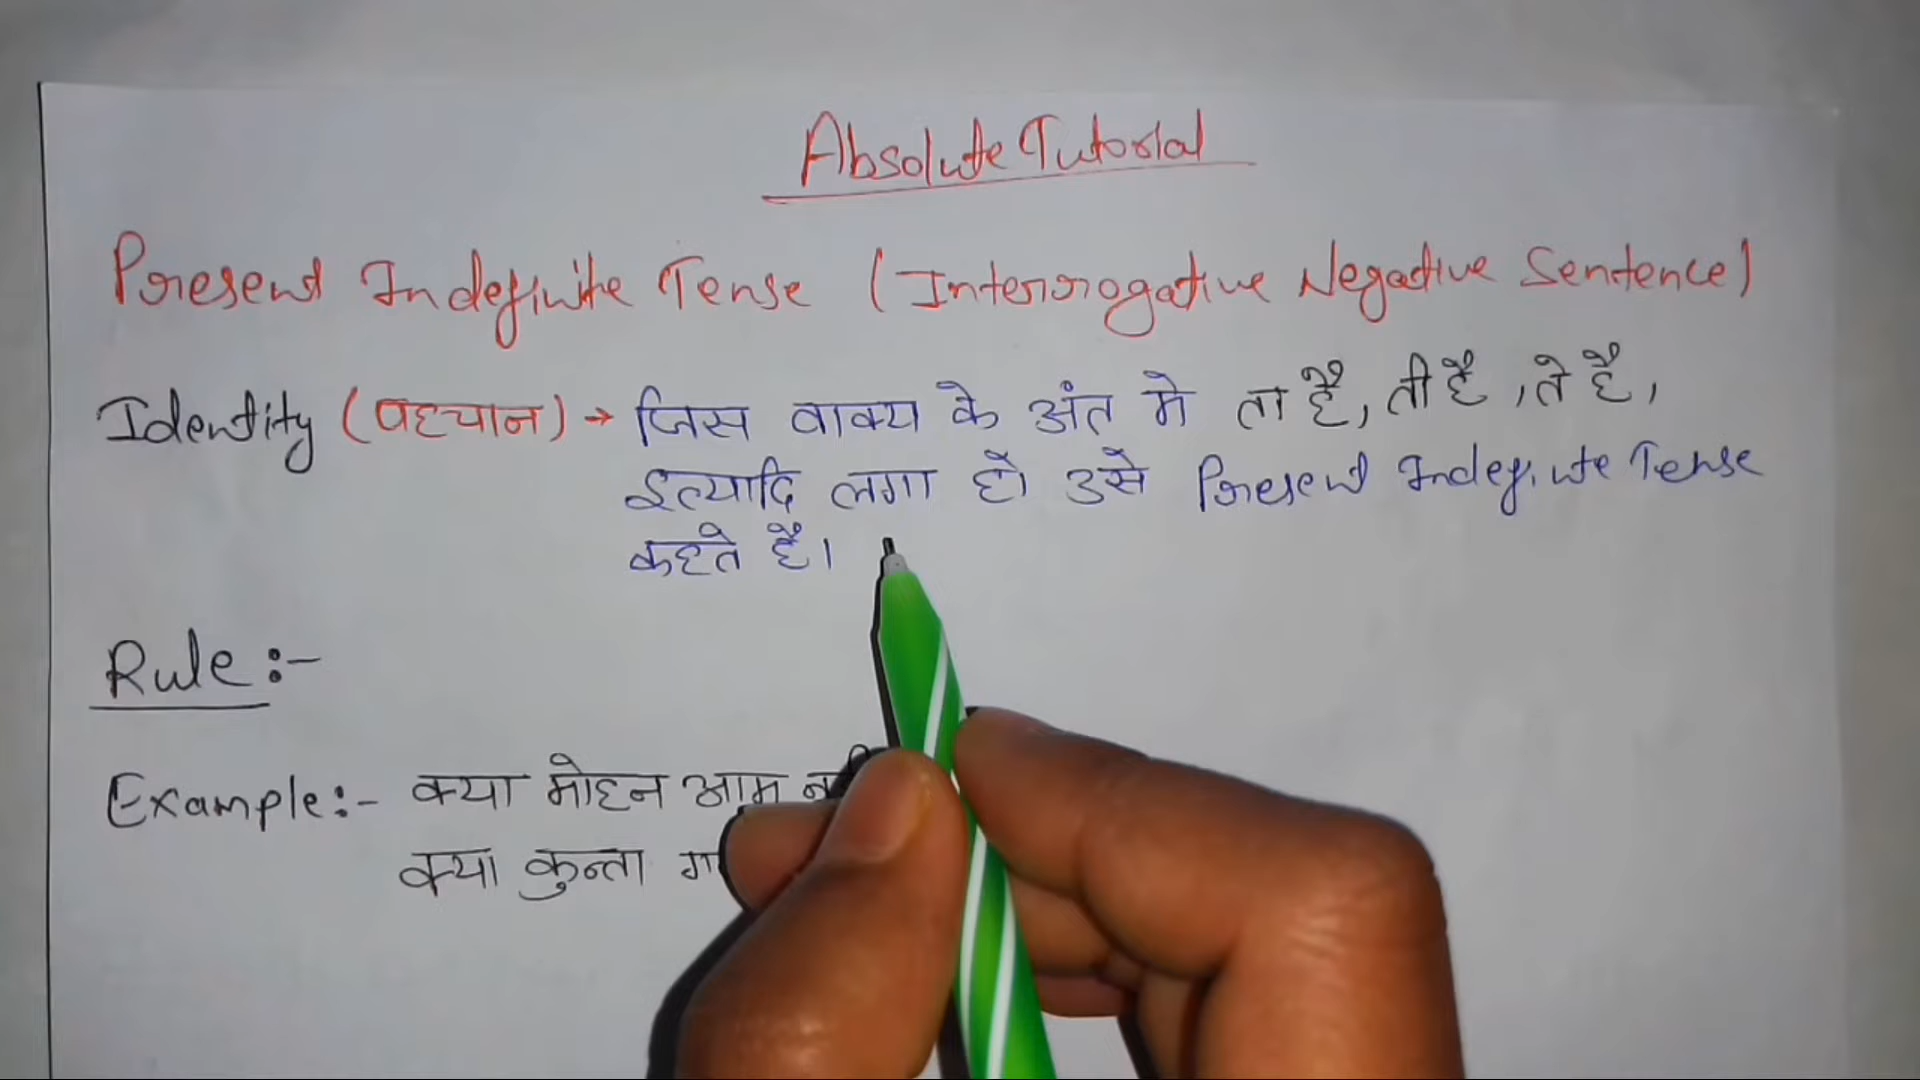 Absolute Tutorial
Present Indefinite Tense (Interrogative Negative Sentence)
Identity (पहचान) → जिस वाक्य के अंत मे ता है, ती है, ते है,
इत्यादि लगा हो उसे Present Indefinite Tense
कहते है।
Rule:-
Example:- क्या मोहन आम
क्या कुन्ता